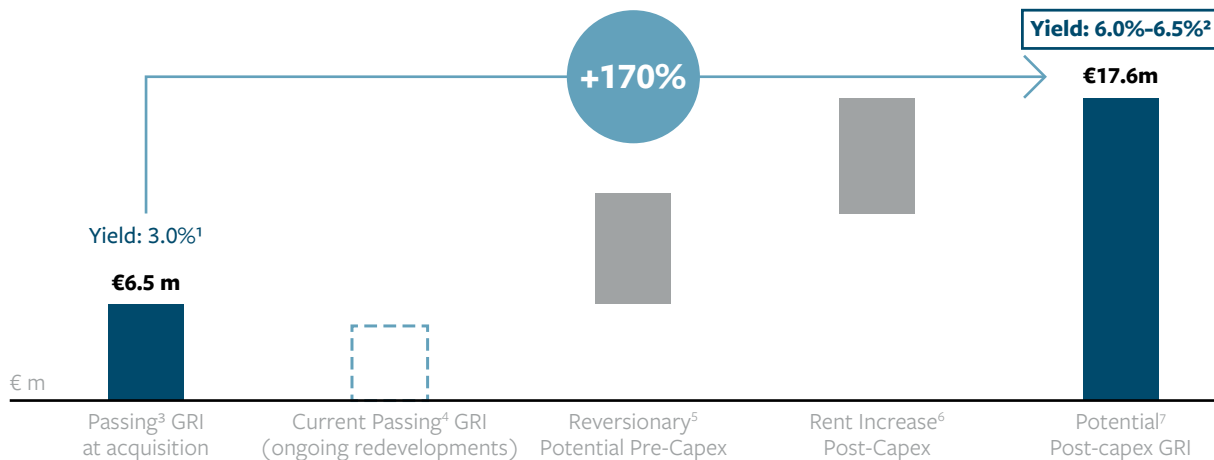 Yield: 6.0%-6.5%²
+170%
€17.6m
Yield: 3.0%¹
€6.5 m
€ m
Passing³ GRI
at acquisition
Current Passing⁴ GRI
(ongoing redevelopments)
Reversionary⁵
Potential Pre-Capex
Rent Increase⁶
Post-Capex
Potential⁷
Post-capex GRI